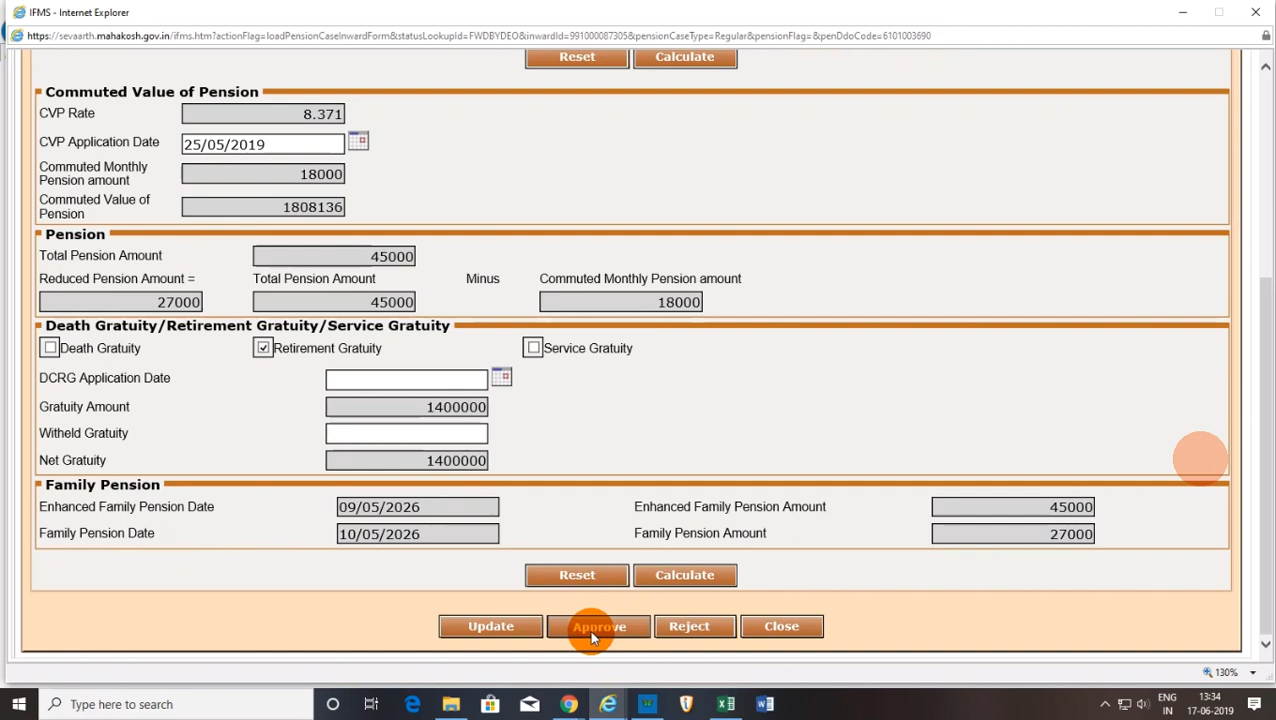 IFMS - Internet Explorer
https://sevaarth.mahakosh.gov.in/ifms.htm?actionFlag=loadPensionCaseInwardForm&statusLookupId=FWDBYDEO&inwardId=991000087305&pensionCaseType=Regular&pensionFlag=&penDdoCode=6101003690
Reset Calculate
Commuted Value of Pension
CVP Rate 8.371
CVP Application Date 25/05/2019
Commuted Monthly
Pension amount 18000
Commuted Value of
Pension 1808136
Pension
Total Pension Amount 45000
Reduced Pension Amount = Total Pension Amount Minus Commuted Monthly Pension amount
27000 45000 18000
Death Gratuity/Retirement Gratuity/Service Gratuity
Death Gratuity Retirement Gratuity Service Gratuity
DCRG Application Date
Gratuity Amount 1400000
Witheld Gratuity
Net Gratuity 1400000
Family Pension
Enhanced Family Pension Date 09/05/2026 Enhanced Family Pension Amount 45000
Family Pension Date 10/05/2026 Family Pension Amount 27000
Reset Calculate
Update Approve Reject Close
130%
Type here to search
ENG 13:34
IN 17-06-2019